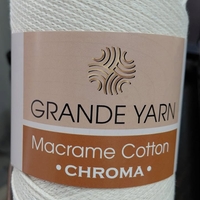 GRANDE YARN
Macrame Cotton
• CHROMA •